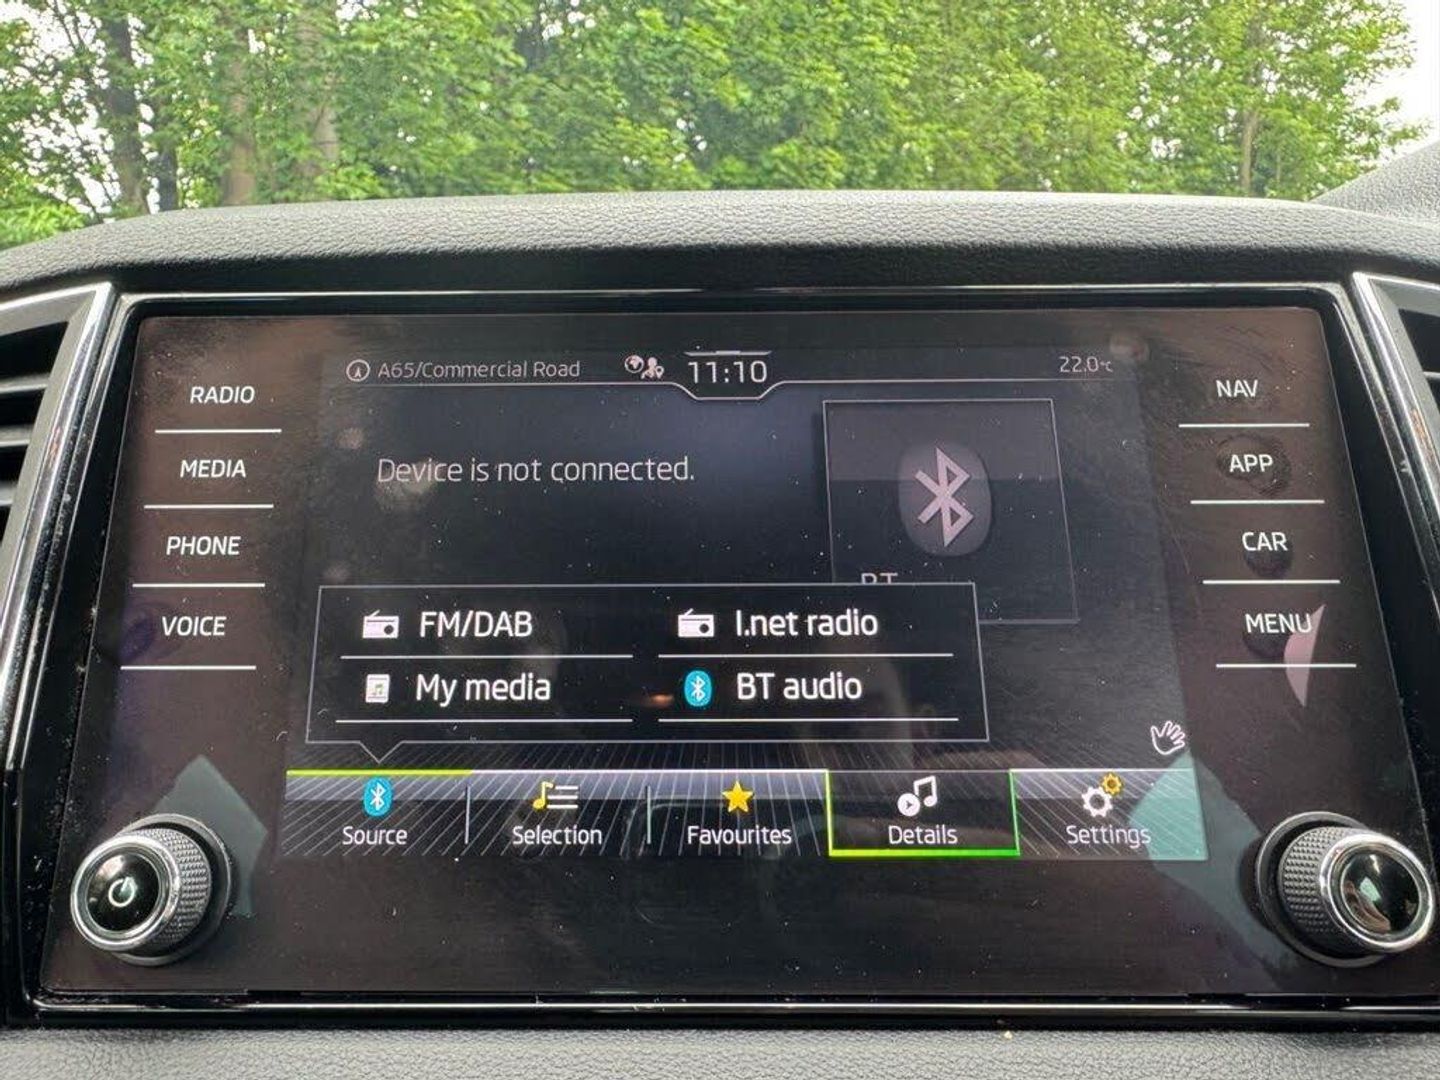 A65/Commercial Road
11:10
22.0°C
RADIO
MEDIA
PHONE
VOICE
NAV
APP
CAR
MENU
Device is not connected.
BT
FM/DAB
I.net radio
My media
BT audio
Source
Selection
Favourites
Details
Settings